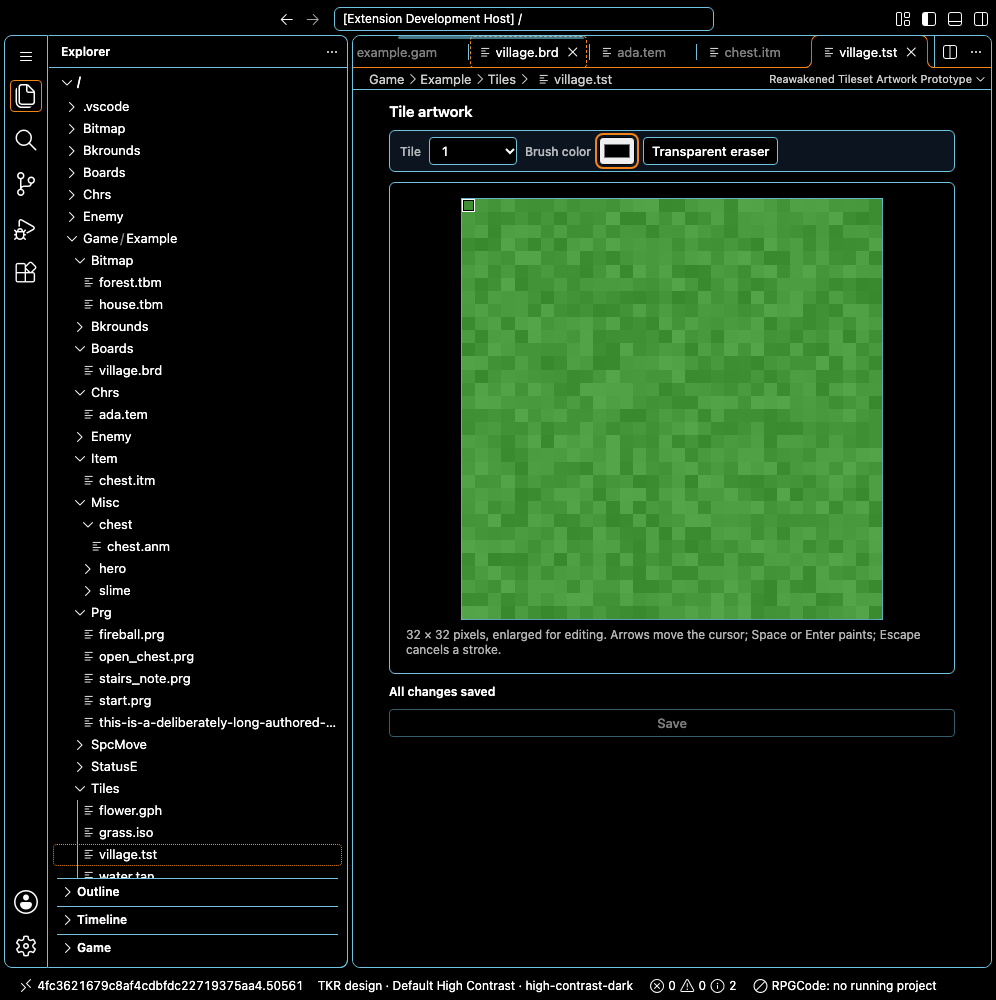 [Extension Development Host] /
Explorer
example.gam
village.brd
ada.tem
chest.itm
village.tst
Game
Example
Tiles
village.tst
Reawakened Tileset Artwork Prototype
/
.vscode
Bitmap
Bkrounds
Boards
Chrs
Enemy
Game/Example
Bitmap
forest.tbm
house.tbm
Bkrounds
Boards
village.brd
Chrs
ada.tem
Enemy
Item
chest.itm
Misc
chest
chest.anm
hero
slime
Prg
fireball.prg
open_chest.prg
stairs_note.prg
start.prg
this-is-a-deliberately-long-authored-...
SpcMove
StatusE
Tiles
flower.gph
grass.iso
village.tst
water.tan
Outline
Timeline
Game
Tile artwork
Tile
1
Brush color
Transparent eraser
32 × 32 pixels, enlarged for editing. Arrows move the cursor; Space or Enter paints; Escape
cancels a stroke.
All changes saved
Save
4fc3621679c8af4cdbfdc22719375aa4.50561
TKR design · Default High Contrast · high-contrast-dark
0
0
2
RPGCode: no running project